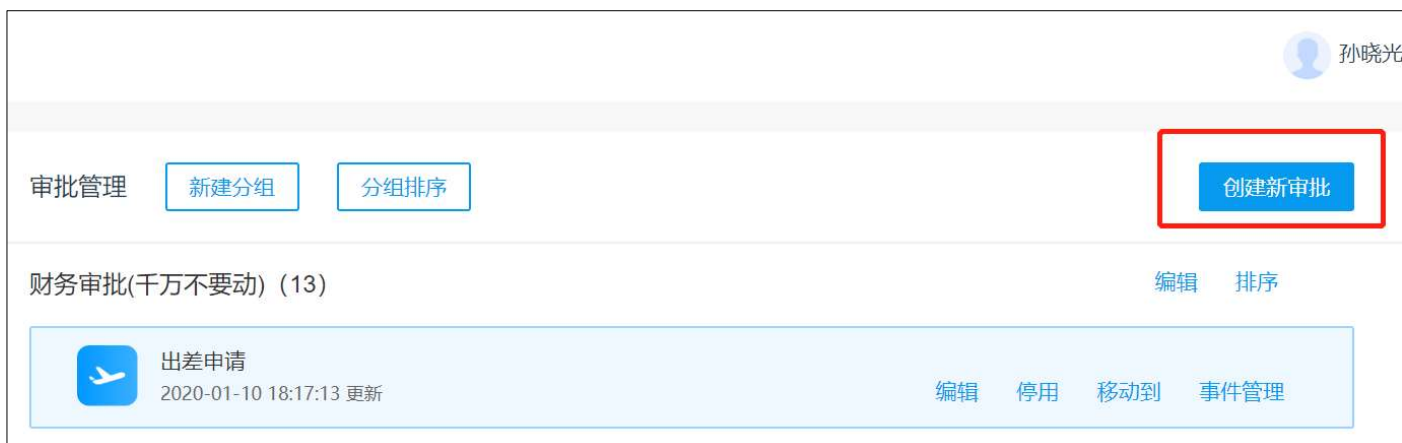 孙晓光
审批管理 新建分组 分组排序 创建新审批
财务审批(千万不要动)（13） 编辑 排序
出差申请
2020-01-10 18:17:13 更新 编辑 停用 移动到 事件管理